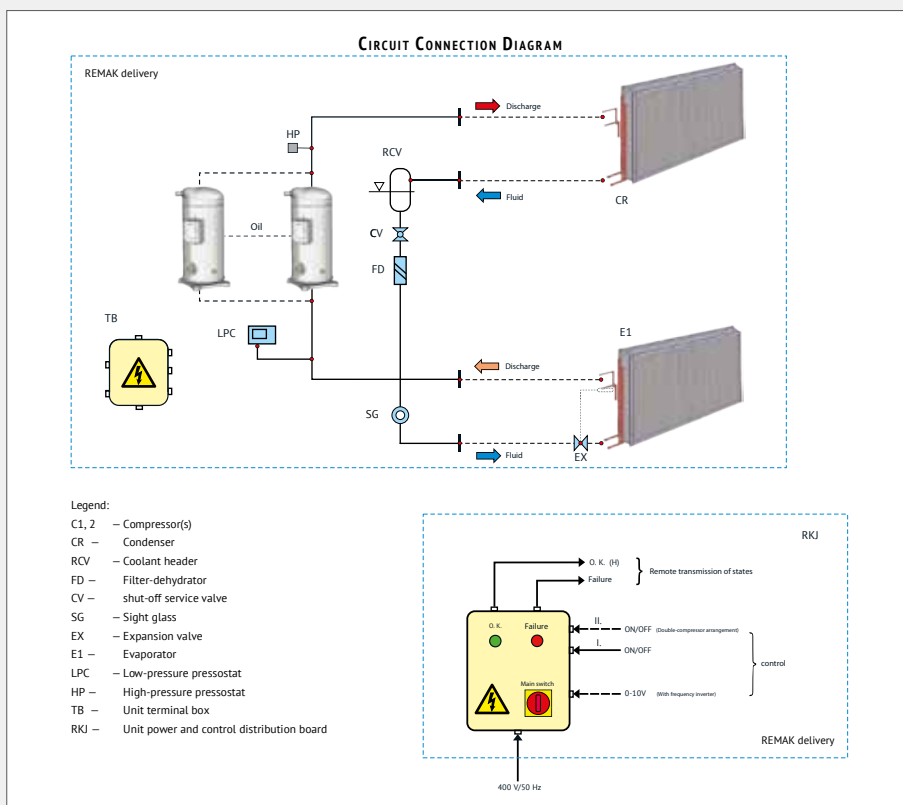 CIRCUIT CONNECTION DIAGRAM
REMAK delivery
Discharge
HP
RCV
Fluid
CR
Oil
CV
FD
TB
LPC
E1
Discharge
SG
Fluid
EX
Legend:
C1, 2 – Compressor(s)
CR – Condenser
RCV – Coolant header
FD – Filter-dehydrator
CV – shut-off service valve
SG – Sight glass
EX – Expansion valve
E1 – Evaporator
LPC – Low-pressure pressostat
HP – High-pressure pressostat
TB – Unit terminal box
RKJ – Unit power and control distribution board
RKJ
O. K. (H)
Remote transmission of states
Failure
O. K. Failure
II.
ON/OFF (Double-compressor arrangement)
I.
ON/OFF
control
Main switch
0-10V (With frequency inverter)
REMAK delivery
400 V/50 Hz